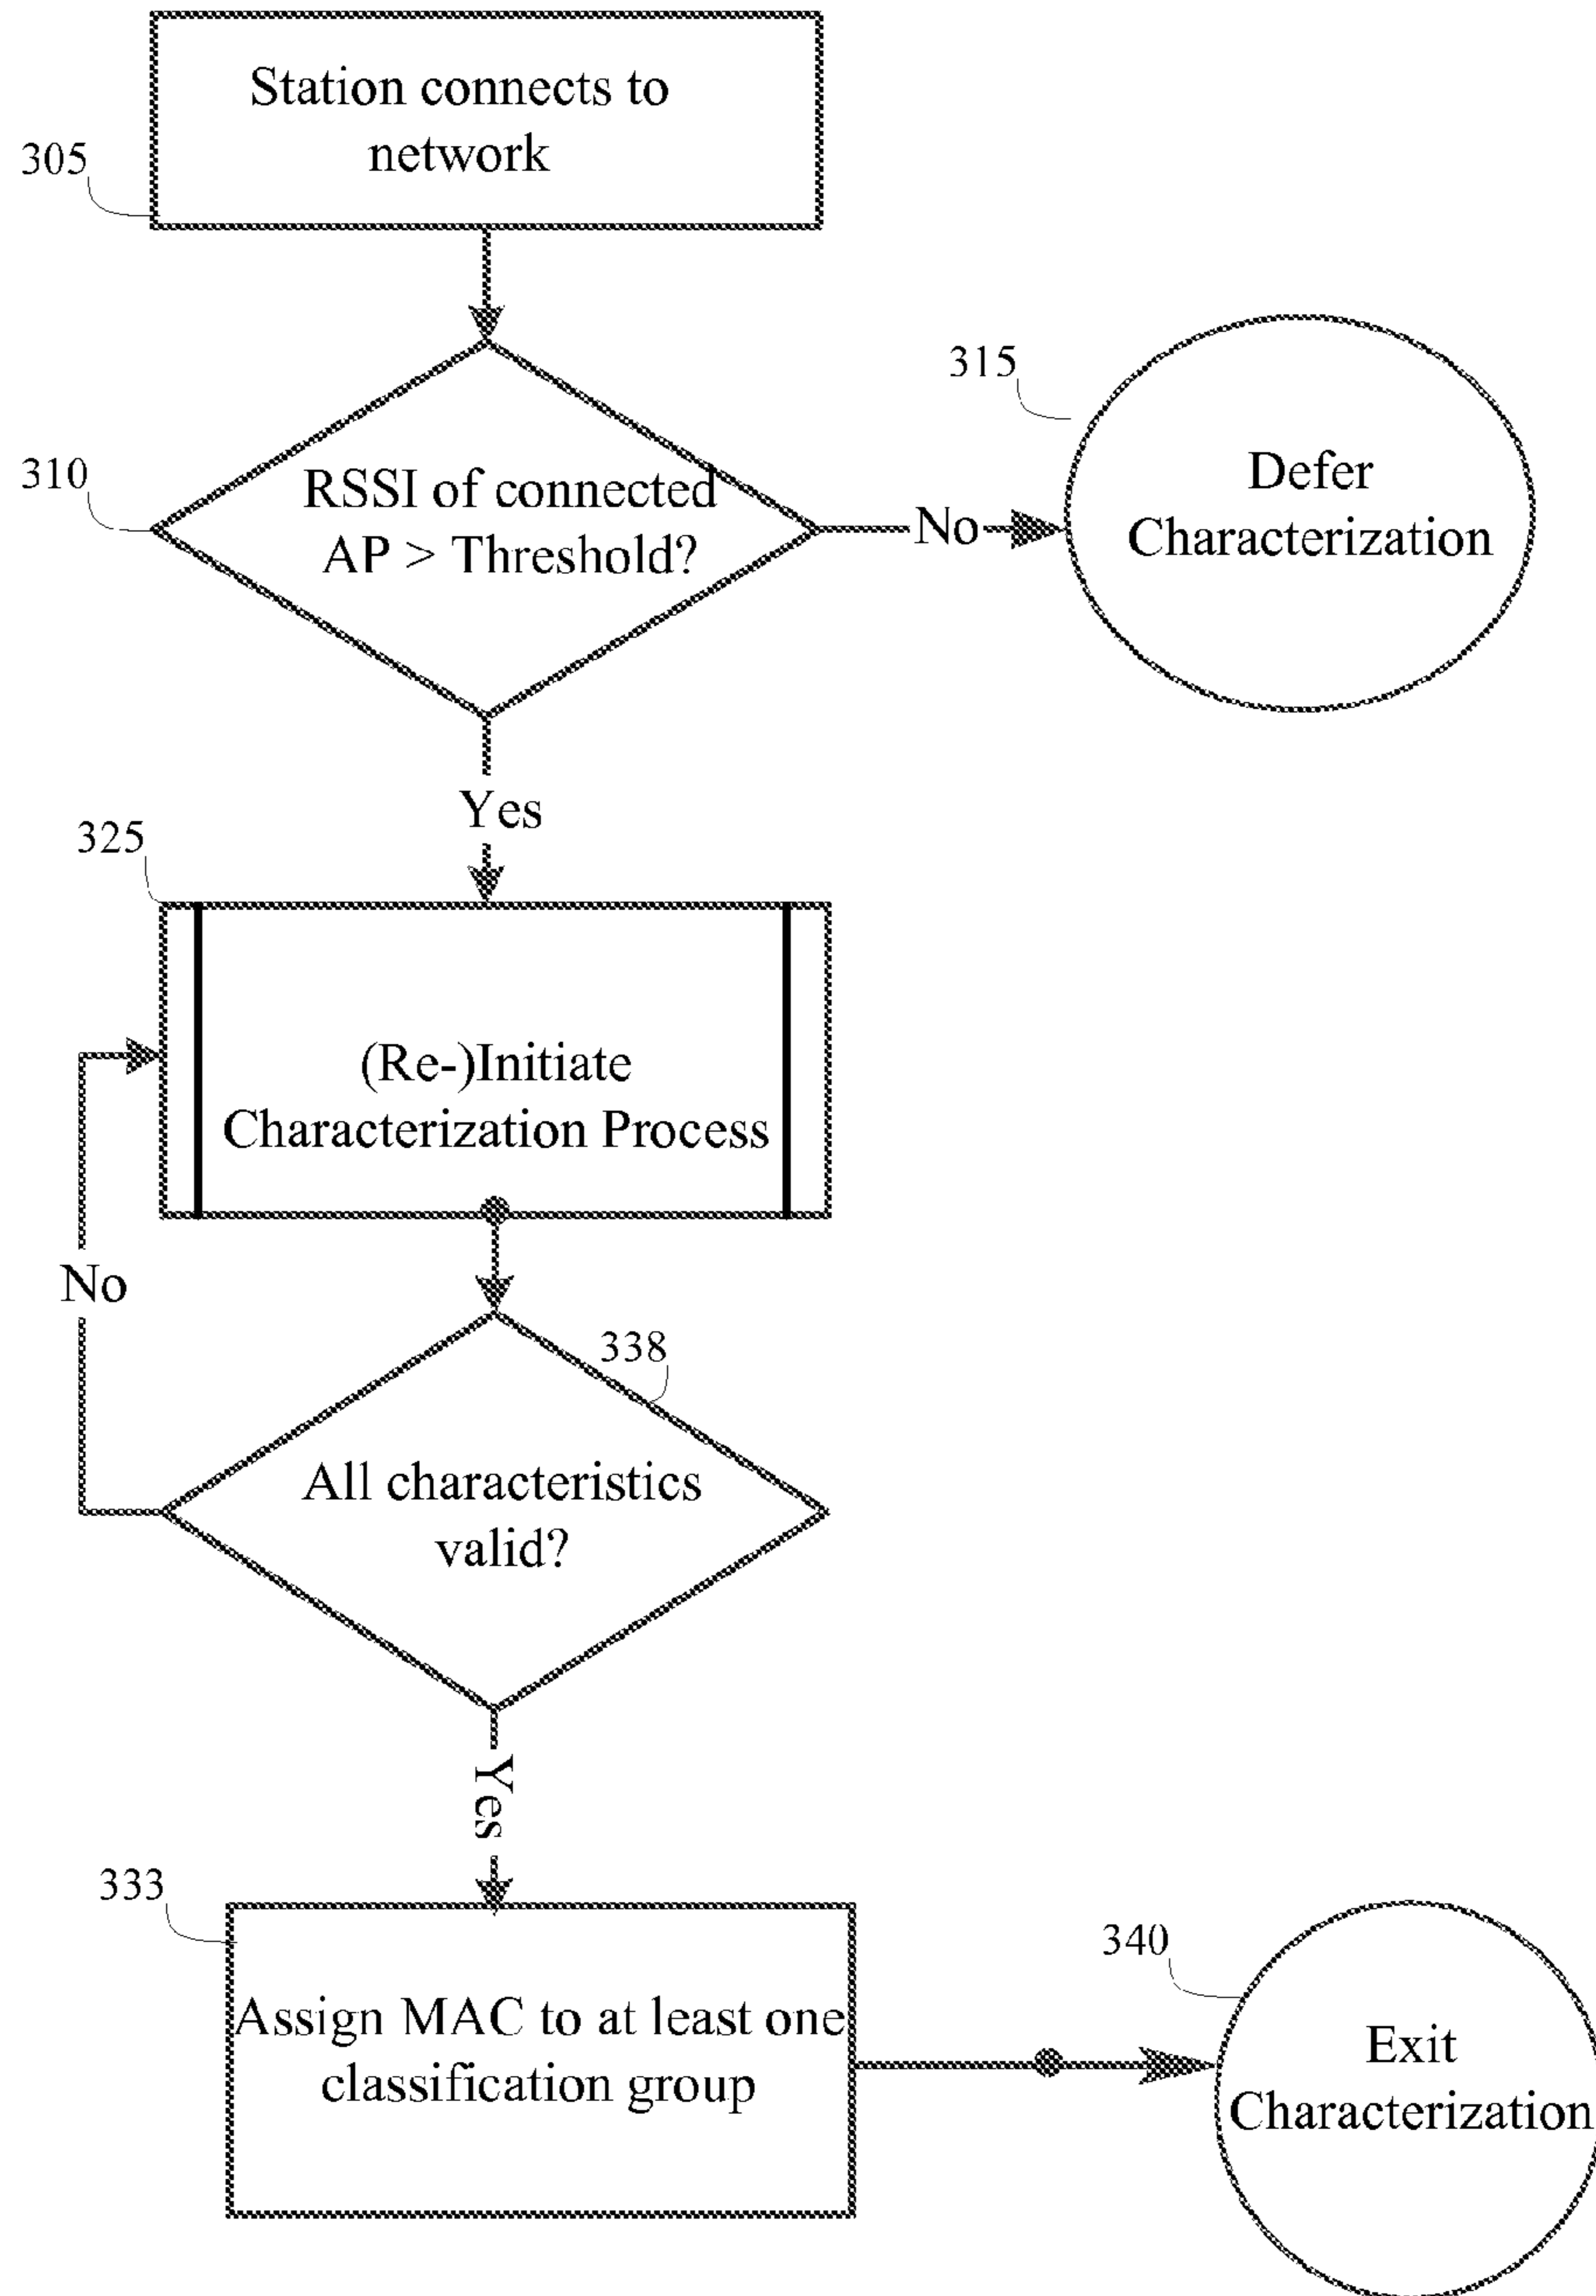 Station connects to
network
305
310
RSSI of connected
AP > Threshold?
No
315
Defer
Characterization
Yes
325
(Re-)Initiate
Characterization Process
No
338
All characteristics
valid?
Yes
333
Assign MAC to at least one
classification group
340
Exit
Characterization